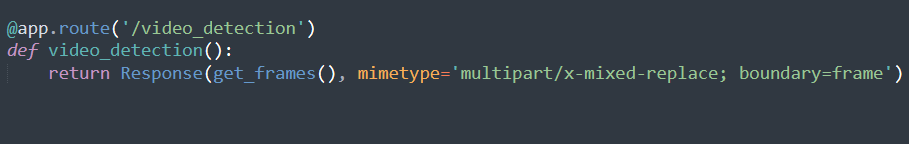 @app.route('/video_detection')
def video_detection():
    return Response(get_frames(), mimetype='multipart/x-mixed-replace; boundary=frame')